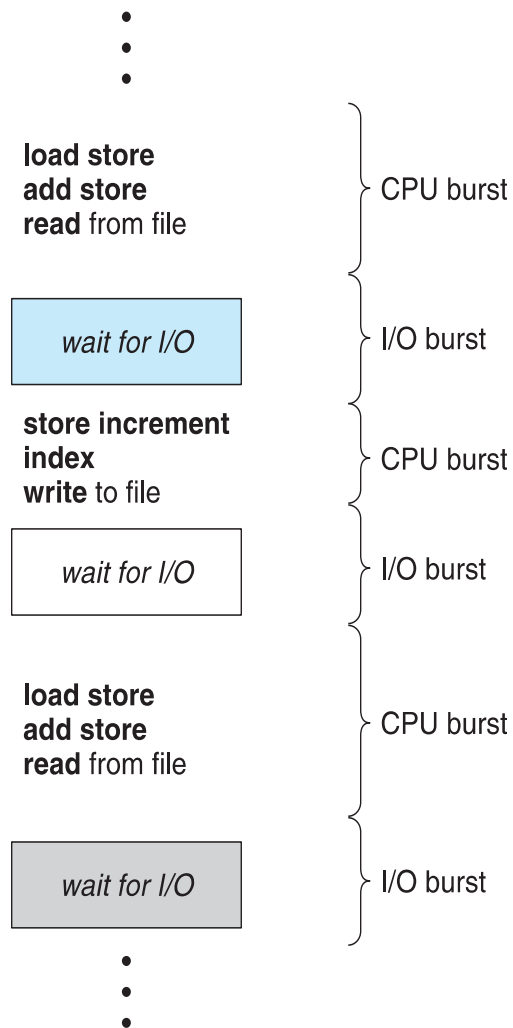 load store
add store
read from file
CPU burst
wait for I/O
I/O burst
store increment
index
write to file
CPU burst
wait for I/O
I/O burst
load store
add store
read from file
CPU burst
wait for I/O
I/O burst